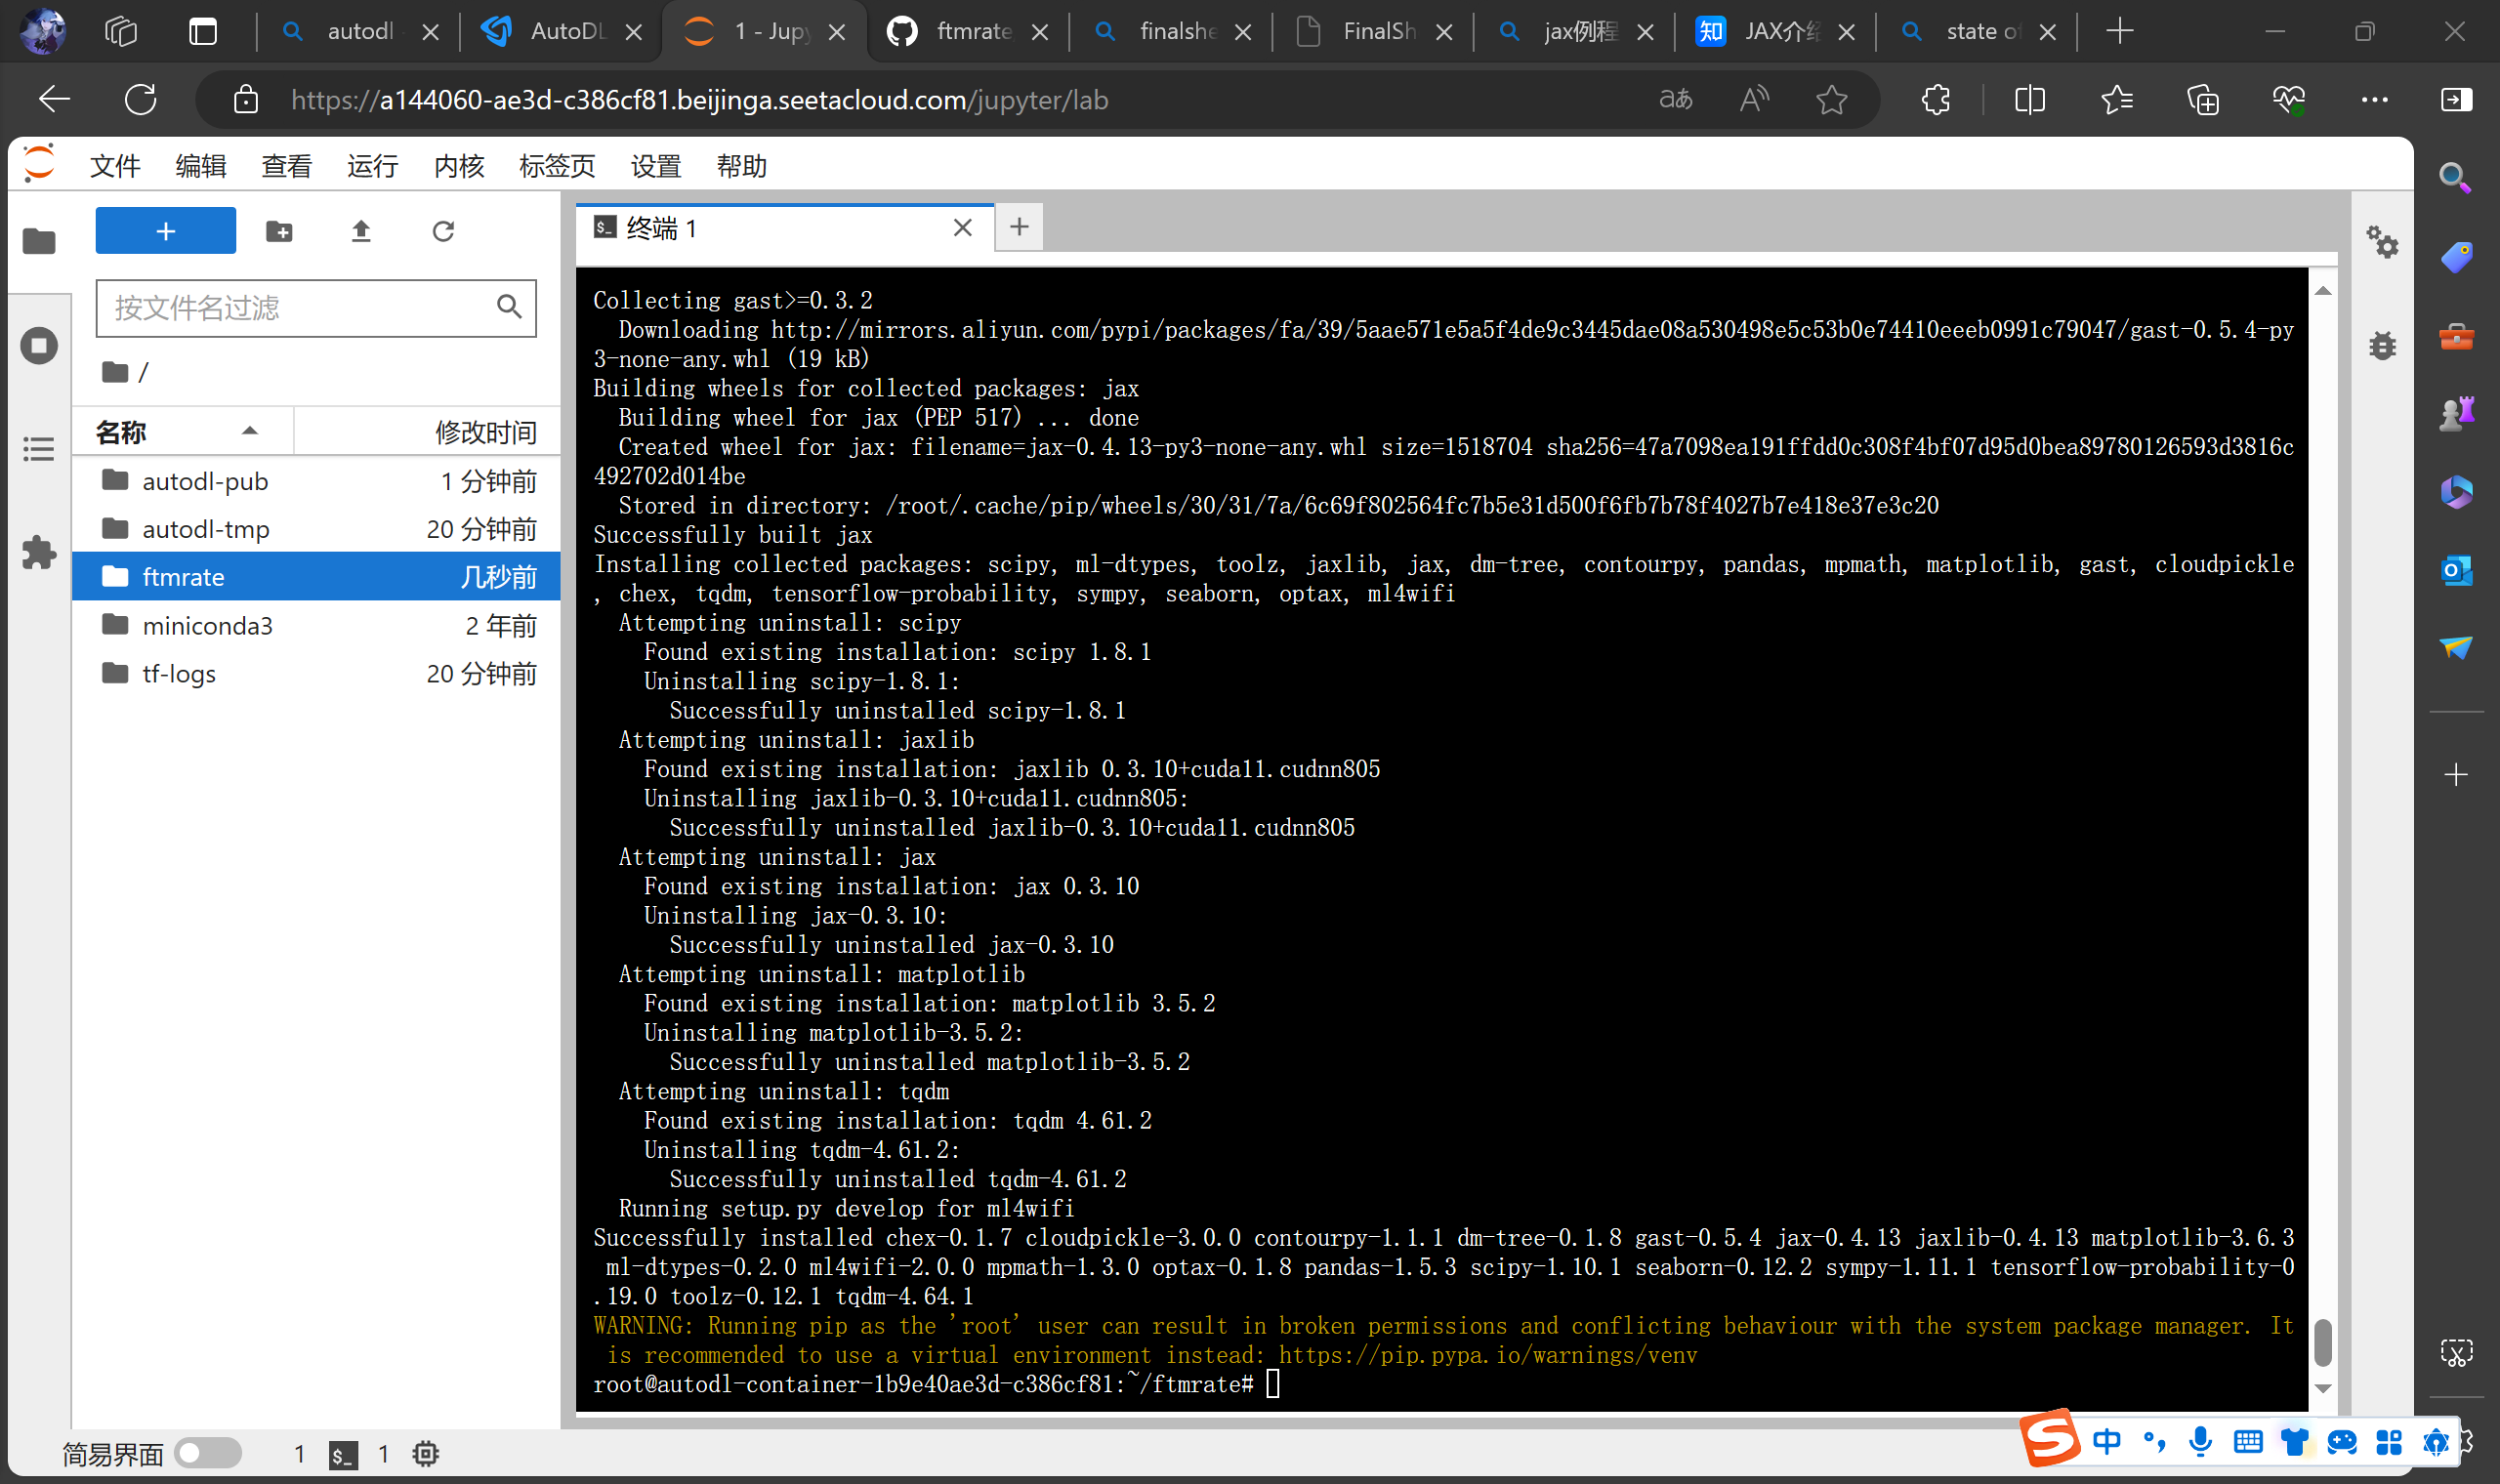 autodl
AutoDL
1 - Jupy
ftmrate
finalshe
FinalSh
jax例程
知
JAX介绍
state of
https://a144060-ae3d-c386cf81.beijinga.seetacloud.com/jupyter/lab
文件 编辑 查看 运行 内核 标签页 设置 帮助
按文件名过滤
/
名称 修改时间
autodl-pub 1 分钟前
autodl-tmp 20 分钟前
ftmrate 几秒前
miniconda3 2 年前
tf-logs 20 分钟前
终端 1
Collecting gast>=0.3.2
Downloading http://mirrors.aliyun.com/pypi/packages/fa/39/5aae571e5a5f4de9c3445dae08a530498e5c53b0e74410eeeb0991c79047/gast-0.5.4-py
3-none-any.whl (19 kB)
Building wheels for collected packages: jax
Building wheel for jax (PEP 517) ... done
Created wheel for jax: filename=jax-0.4.13-py3-none-any.whl size=1518704 sha256=47a7098ea191ffdd0c308f4bf07d95d0bea89780126593d3816c
492702d014be
Stored in directory: /root/.cache/pip/wheels/30/31/7a/6c69f802564fc7b5e31d500f6fb7b78f4027b7e418e37e3c20
Successfully built jax
Installing collected packages: scipy, ml-dtypes, toolz, jaxlib, jax, dm-tree, contourpy, pandas, mpmath, matplotlib, gast, cloudpickle
, chex, tqdm, tensorflow-probability, sympy, seaborn, optax, ml4wifi
Attempting uninstall: scipy
Found existing installation: scipy 1.8.1
Uninstalling scipy-1.8.1:
Successfully uninstalled scipy-1.8.1
Attempting uninstall: jaxlib
Found existing installation: jaxlib 0.3.10+cuda11.cudnn805
Uninstalling jaxlib-0.3.10+cuda11.cudnn805:
Successfully uninstalled jaxlib-0.3.10+cuda11.cudnn805
Attempting uninstall: jax
Found existing installation: jax 0.3.10
Uninstalling jax-0.3.10:
Successfully uninstalled jax-0.3.10
Attempting uninstall: matplotlib
Found existing installation: matplotlib 3.5.2
Uninstalling matplotlib-3.5.2:
Successfully uninstalled matplotlib-3.5.2
Attempting uninstall: tqdm
Found existing installation: tqdm 4.61.2
Uninstalling tqdm-4.61.2:
Successfully uninstalled tqdm-4.61.2
Running setup.py develop for ml4wifi
Successfully installed chex-0.1.7 cloudpickle-3.0.0 contourpy-1.1.1 dm-tree-0.1.8 gast-0.5.4 jax-0.4.13 jaxlib-0.4.13 matplotlib-3.6.3
ml-dtypes-0.2.0 ml4wifi-2.0.0 mpmath-1.3.0 optax-0.1.8 pandas-1.5.3 scipy-1.10.1 seaborn-0.12.2 sympy-1.11.1 tensorflow-probability-0
.19.0 toolz-0.12.1 tqdm-4.64.1
WARNING: Running pip as the 'root' user can result in broken permissions and conflicting behaviour with the system package manager. It
is recommended to use a virtual environment instead: https://pip.pypa.io/warnings/venv
root@autodl-container-1b9e40ae3d-c386cf81:~/ftmrate#
简易界面 1 1
中